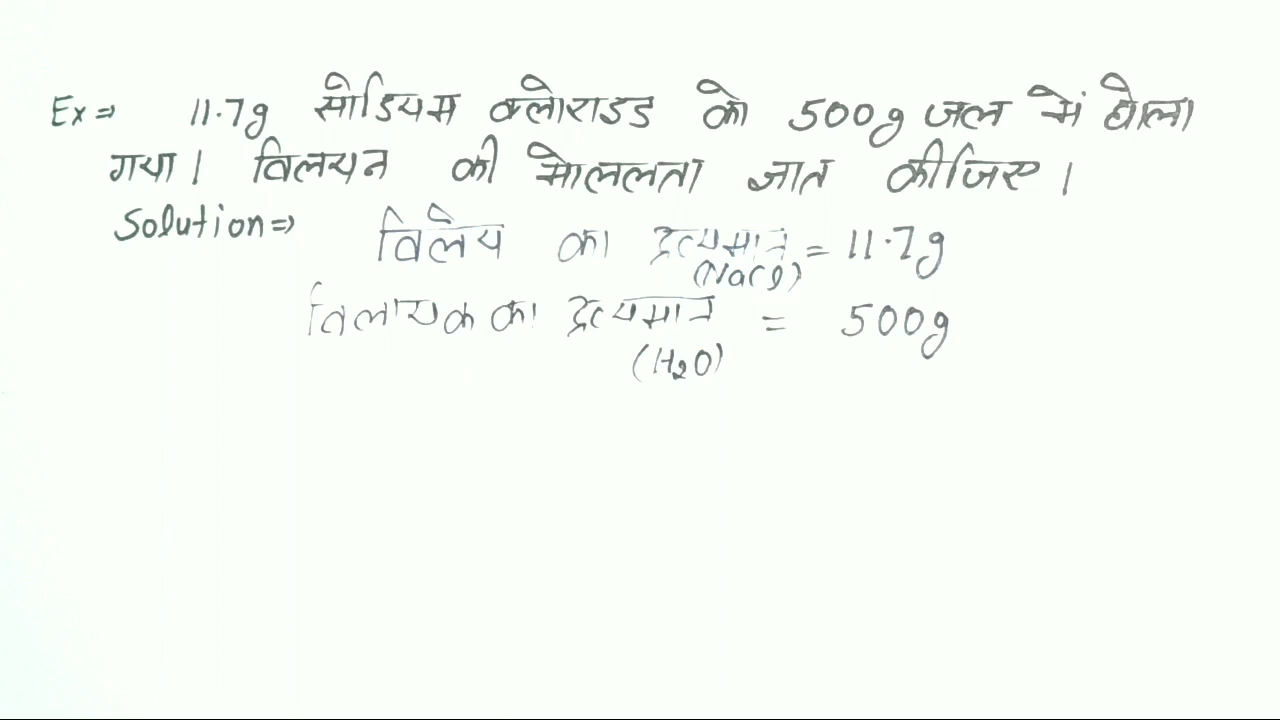 Ex⇒ 11.7g सोडियम क्लोराइड को 500g जल में घोला
गया। विलयन की मोललता ज्ञात कीजिए।
Solution⇒ विलेय का द्रव्यमान = 11.7g
(NaCl)
विलायक का द्रव्यमान = 500g
(H₂O)